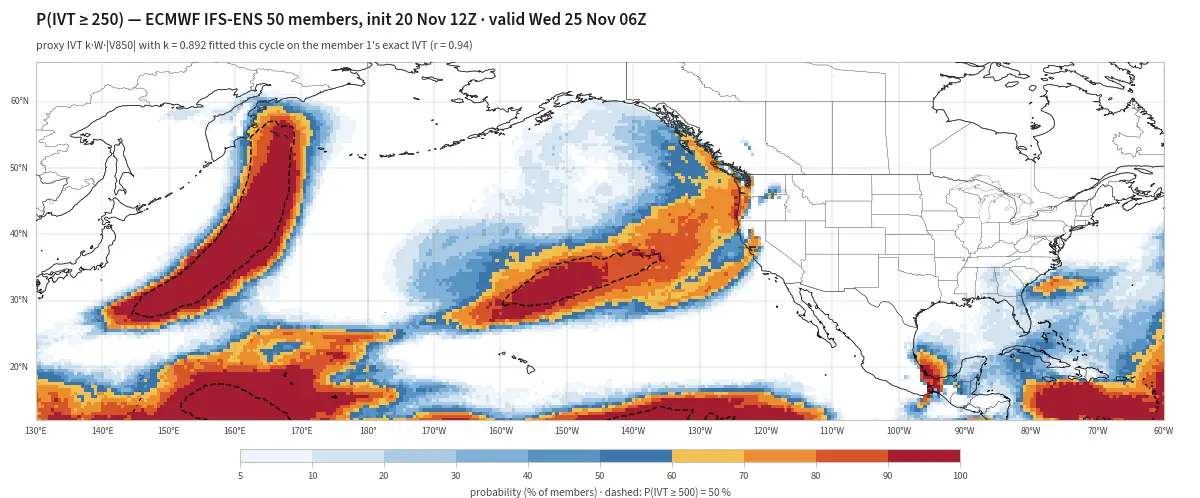 P(IVT ≥ 250) — ECMWF IFS-ENS 50 members, init 20 Nov 12Z · valid Wed 25 Nov 06Z
proxy IVT k·W·|V850| with k = 0.892 fitted this cycle on the member 1's exact IVT (r = 0.94)
60°N
50°N
40°N
30°N
20°N
130°E 140°E 150°E 160°E 170°E 180° 170°W 160°W 150°W 140°W 130°W 120°W 110°W 100°W 90°W 80°W 70°W 60°W
5 10 20 30 40 50 60 70 80 90 100
probability (% of members) · dashed: P(IVT ≥ 500) = 50 %